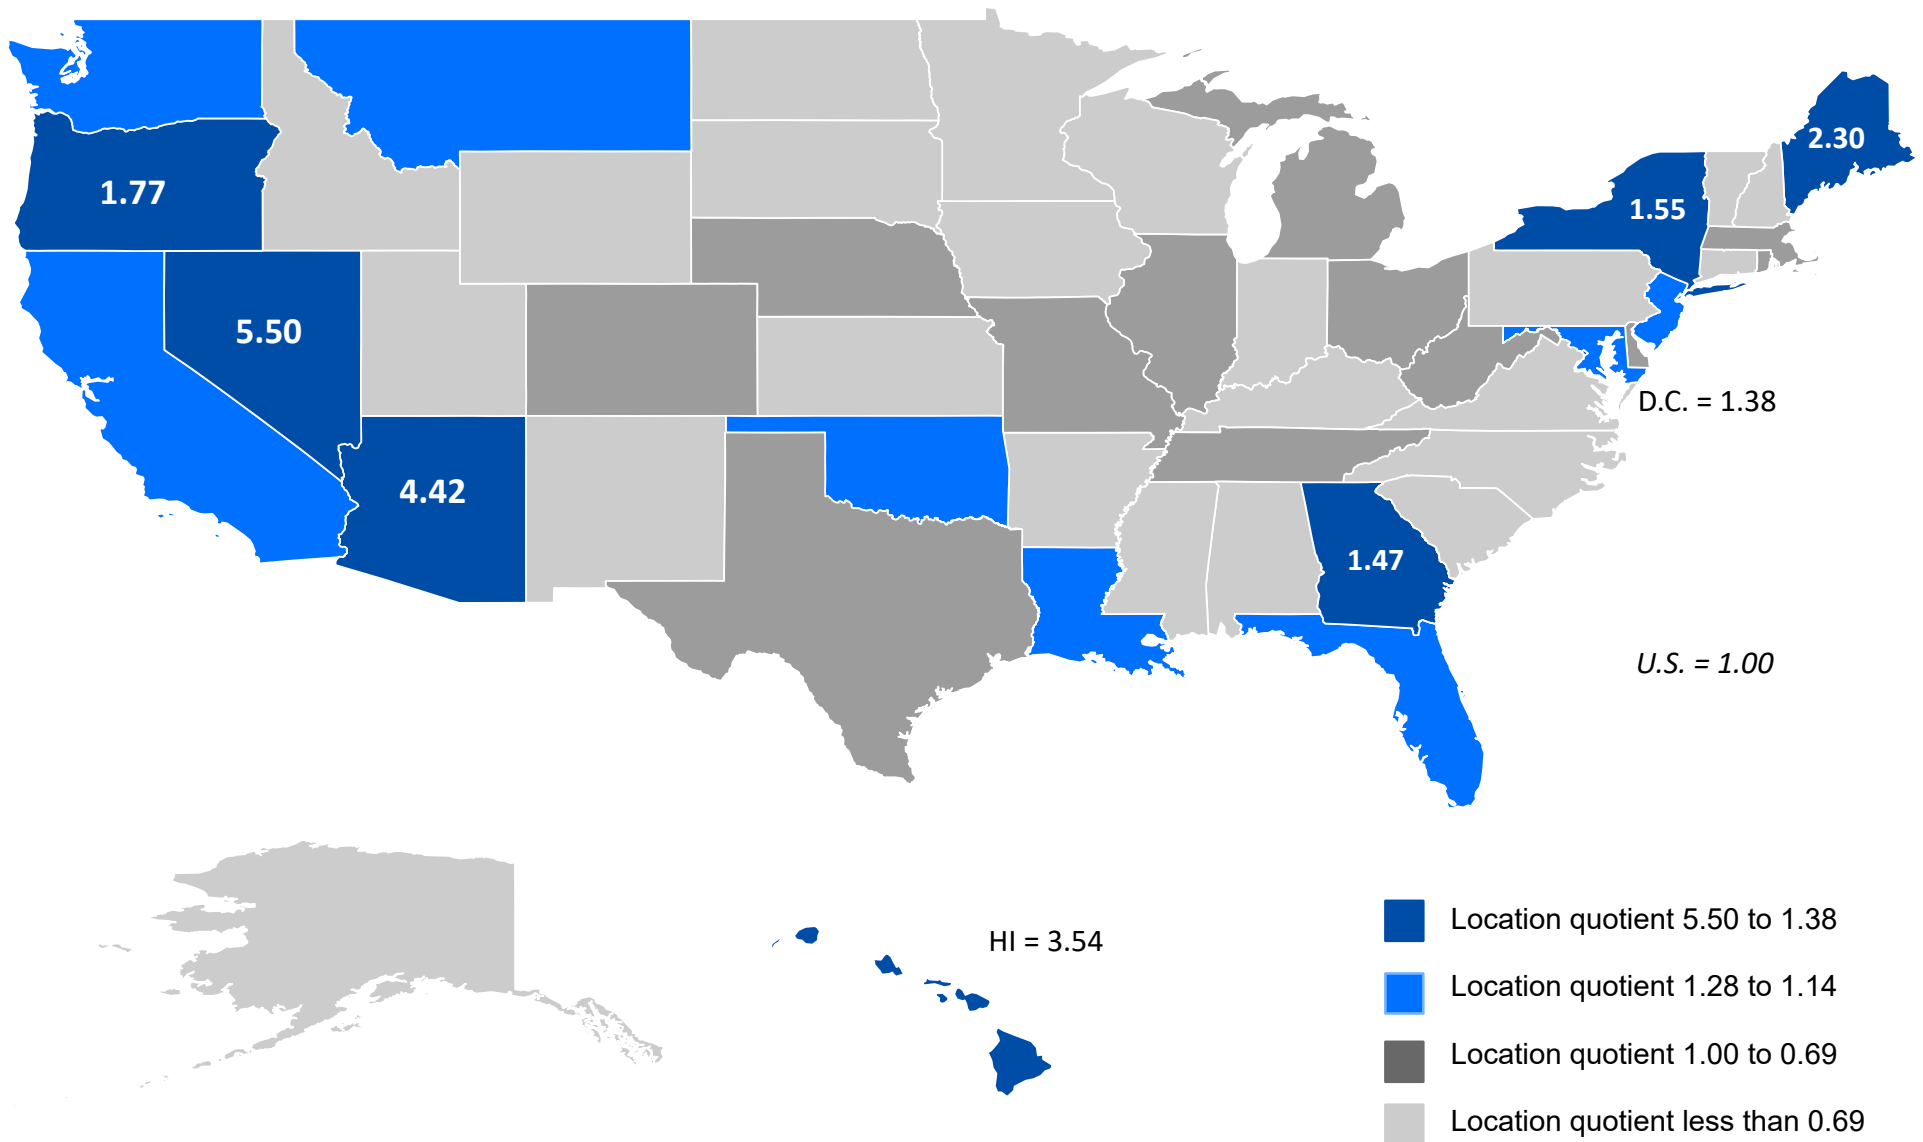 2.30
1.77
1.55
5.50
D.C. = 1.38
4.42
1.47
U.S. = 1.00
HI = 3.54
Location quotient 5.50 to 1.38
Location quotient 1.28 to 1.14
Location quotient 1.00 to 0.69
Location quotient less than 0.69